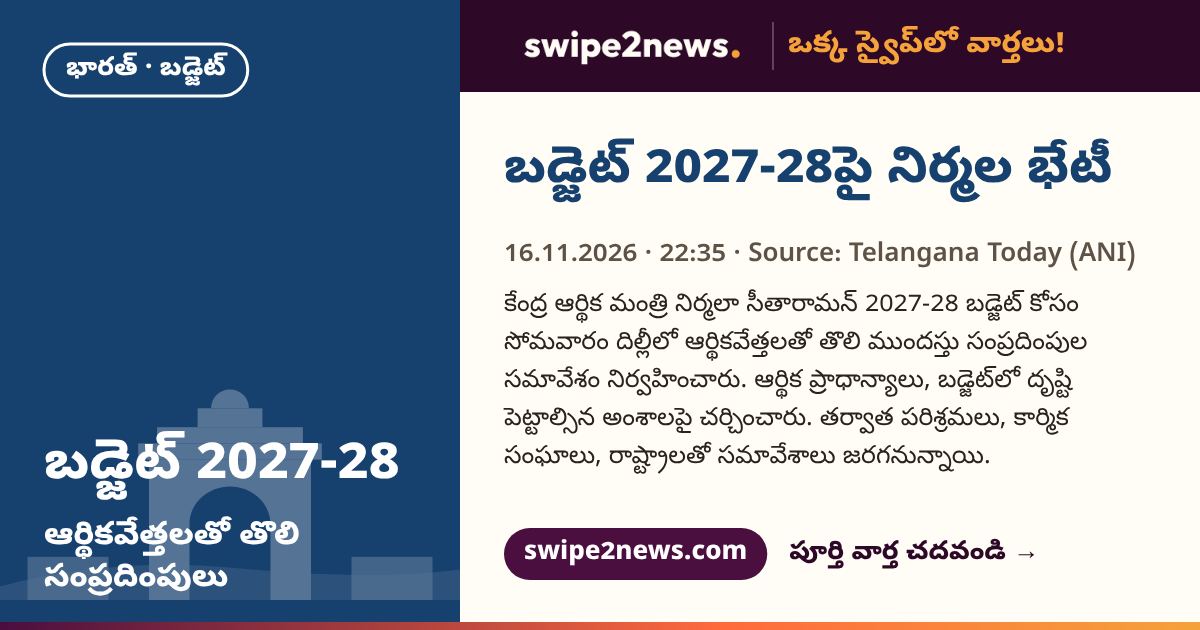 భారత్ · బడ్జెట్
బడ్జెట్ 2027-28
ఆర్థికవేత్తలతో తొలి
సంప్రదింపులు
swipe2news.
ఒక్క స్వైప్‌లో వార్తలు!
బడ్జెట్ 2027-28పై నిర్మల భేటీ
16.11.2026 · 22:35 · Source: Telangana Today (ANI)
కేంద్ర ఆర్థిక మంత్రి నిర్మలా సీతారామన్ 2027-28 బడ్జెట్ కోసం
సోమవారం దిల్లీలో ఆర్థికవేత్తలతో తొలి ముందస్తు సంప్రదింపుల
సమావేశం నిర్వహించారు. ఆర్థిక ప్రాధాన్యాలు, బడ్జెట్‌లో దృష్టి
పెట్టాల్సిన అంశాలపై చర్చించారు. తర్వాత పరిశ్రమలు, కార్మిక
సంఘాలు, రాష్ట్రాలతో సమావేశాలు జరగనున్నాయి.
swipe2news.com
పూర్తి వార్త చదవండి →